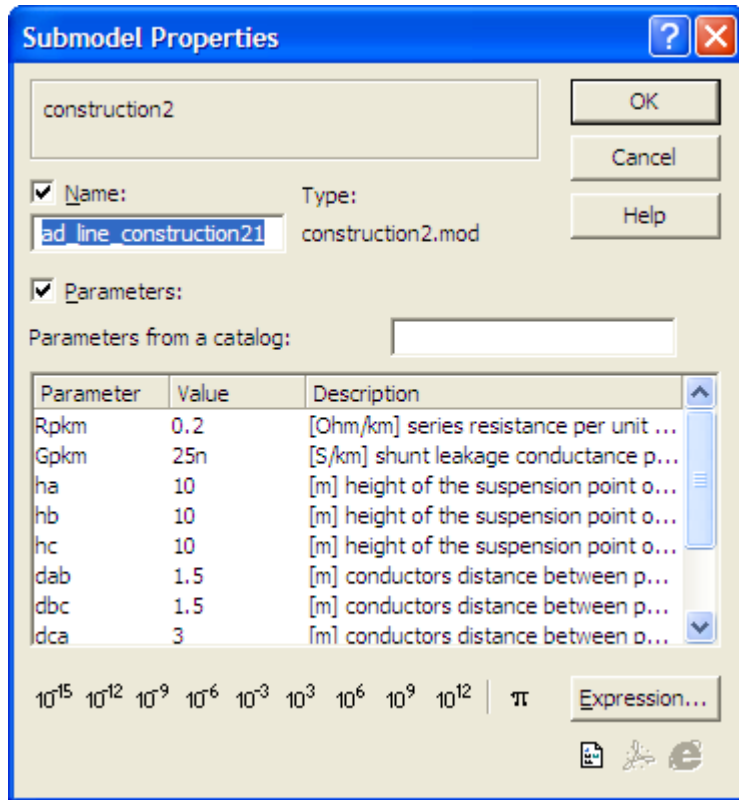 Submodel Properties
construction2
OK
Cancel
Help
Name:
Type:
ad_line_construction21
construction2.mod
Parameters:
Parameters from a catalog:
Parameter Value Description
Rpkm 0.2 [Ohm/km] series resistance per unit ...
Gpkm 25n [S/km] shunt leakage conductance p...
ha 10 [m] height of the suspension point o...
hb 10 [m] height of the suspension point o...
hc 10 [m] height of the suspension point o...
dab 1.5 [m] conductors distance between p...
dbc 1.5 [m] conductors distance between p...
dca 3 [m] conductors distance between p...
10⁻¹⁵ 10⁻¹² 10⁻⁹ 10⁻⁶ 10⁻³ 10³ 10⁶ 10⁹ 10¹² π
Expression...